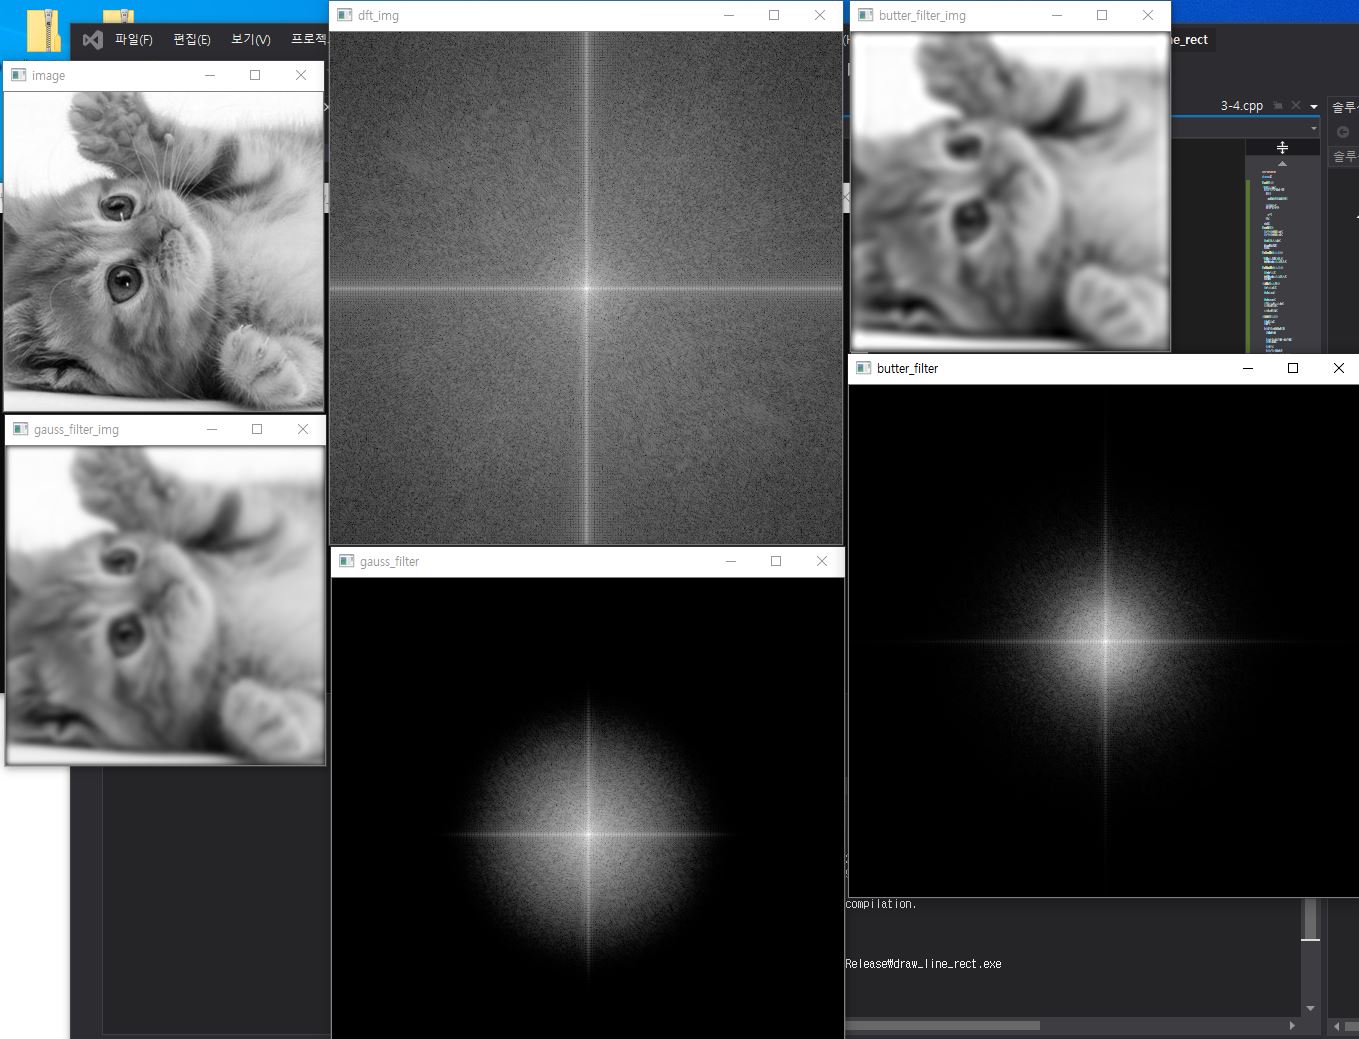 파일(F) 편집(E) 보기(V) 프로젝
image
dft_img
butter_filter_img
3-4.cpp
솔루
솔루
gauss_filter_img
butter_filter
gauss_filter
compilation.
Release₩draw_line_rect.exe